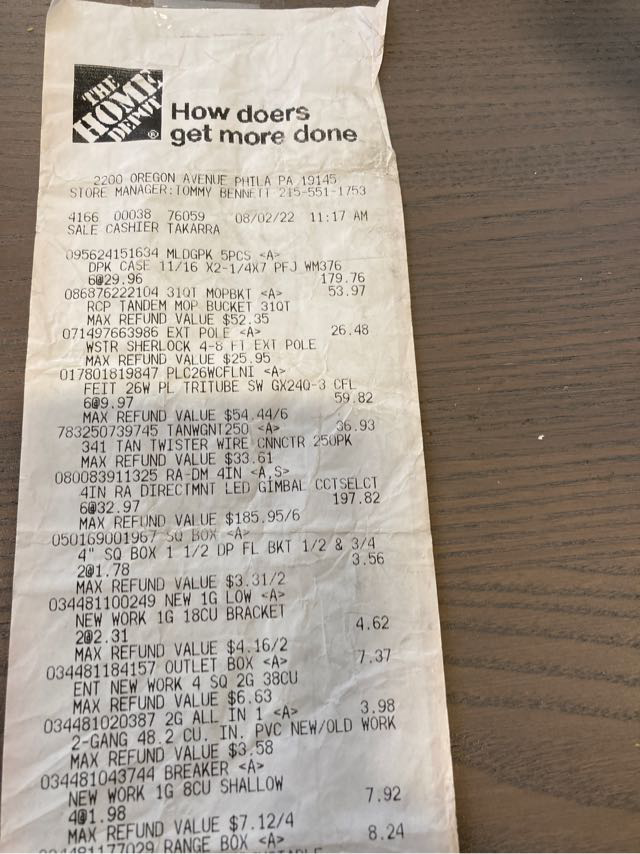 THE HOME DEPOT ®
How doers
get more done
2200 OREGON AVENUE PHILA PA 19145
STORE MANAGER:TOMMY BENNETT 215-551-1753
4166 00038 76059 08/02/22 11:17 AM
SALE CASHIER TAKARRA
095624151634 MLDGPK 5PCS <A>
DPK CASE 11/16 X2-1/4X7 PFJ WM376
6@29.96 179.76
086876222104 31QT MOPBKT <A> 53.97
RCP TANDEM MOP BUCKET 31QT
MAX REFUND VALUE $52.35
071497663986 EXT POLE <A> 26.48
WSTR SHERLOCK 4-8 FT EXT POLE
MAX REFUND VALUE $25.95
017801819847 PLC26WCFLNI <A>
FEIT 26W PL TRITUBE SW GX24Q-3 CFL
6@9.97 59.82
MAX REFUND VALUE $54.44/6
783250739745 TANWGNT250 <A> 36.93
341 TAN TWISTER WIRE CNNCTR 250PK
MAX REFUND VALUE $33.61
080083911325 RA-DM 4IN <A,S>
4IN RA DIRECTMNT LED GIMBAL CCTSELCT
6@32.97 197.82
MAX REFUND VALUE $185.95/6
050169001967 SQ BOX <A>
4" SQ BOX 1 1/2 DP FL BKT 1/2 & 3/4
2@1.78 3.56
MAX REFUND VALUE $3.31/2
034481100249 NEW 1G LOW <A>
NEW WORK 1G 18CU BRACKET
2@2.31 4.62
MAX REFUND VALUE $4.16/2
034481184157 OUTLET BOX <A> 7.37
ENT NEW WORK 4 SQ 2G 38CU
MAX REFUND VALUE $6.63
034481020387 2G ALL IN 1 <A> 3.98
2-GANG 48.2 CU. IN. PVC NEW/OLD WORK
MAX REFUND VALUE $3.58
034481043744 BREAKER <A>
NEW WORK 1G 8CU SHALLOW
4@1.98 7.92
MAX REFUND VALUE $7.12/4
034481177029 RANGE BOX <A> 8.24